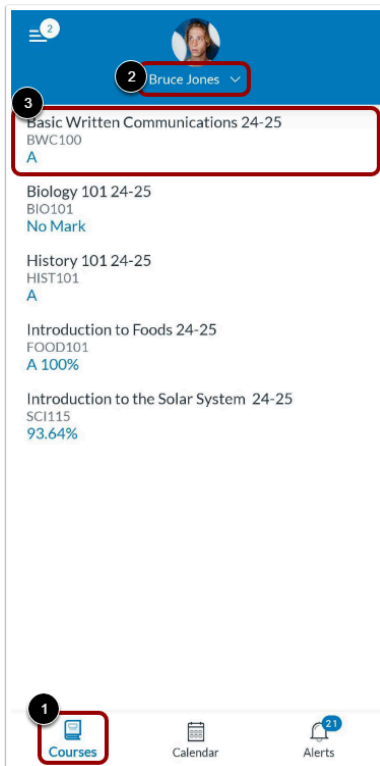 2
2
Bruce Jones
3
Basic Written Communications 24-25
BWC100
A
Biology 101 24-25
BIO101
No Mark
History 101 24-25
HIST101
A
Introduction to Foods 24-25
FOOD101
A 100%
Introduction to the Solar System 24-25
SCI115
93.64%
1
21
Courses
Calendar
Alerts